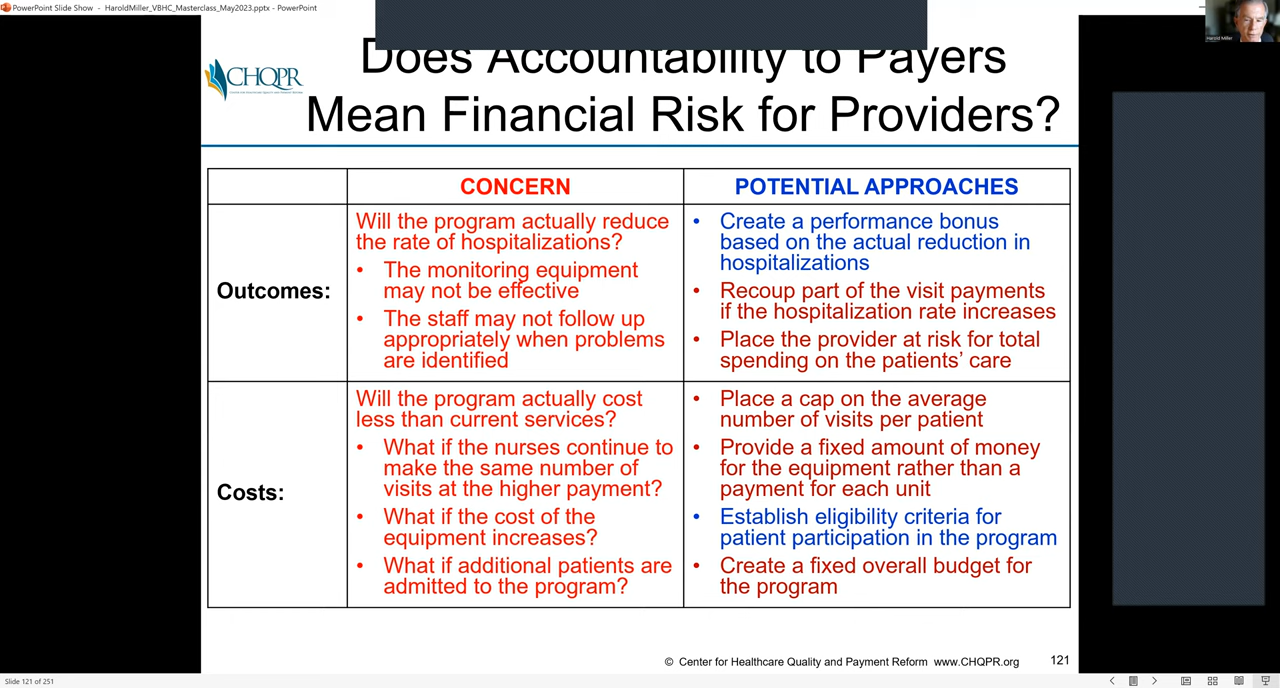 PowerPoint Slide Show - HaroldMiller_VBHC_Masterclass_May2023.pptx - PowerPoint
Harold Miller
CHQPR
Does Accountability to Payers
Mean Financial Risk for Providers?
CONCERN
POTENTIAL APPROACHES
Outcomes:
Will the program actually reduce
the rate of hospitalizations?
• The monitoring equipment
may not be effective
• The staff may not follow up
appropriately when problems
are identified
• Create a performance bonus
based on the actual reduction in
hospitalizations
• Recoup part of the visit payments
if the hospitalization rate increases
• Place the provider at risk for total
spending on the patients' care
Costs:
Will the program actually cost
less than current services?
• What if the nurses continue to
make the same number of
visits at the higher payment?
• What if the cost of the
equipment increases?
• What if additional patients are
admitted to the program?
• Place a cap on the average
number of visits per patient
• Provide a fixed amount of money
for the equipment rather than a
payment for each unit
• Establish eligibility criteria for
patient participation in the program
• Create a fixed overall budget for
the program
© Center for Healthcare Quality and Payment Reform www.CHQPR.org
121
Slide 121 of 251